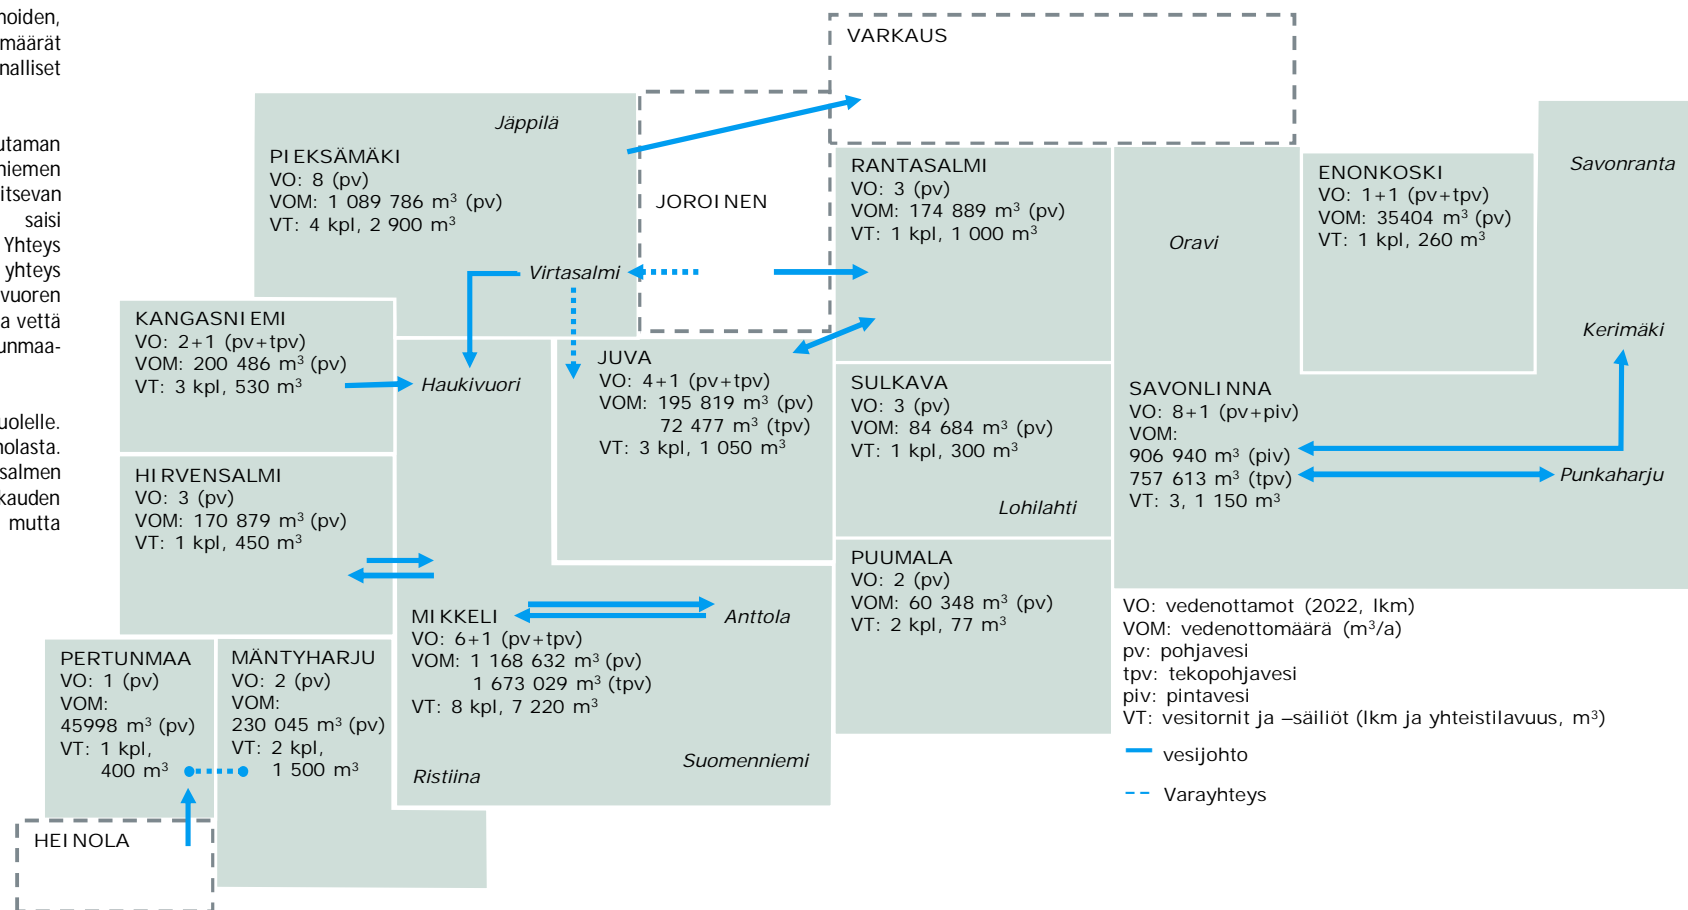 noiden,
määrät
nalliset
utaman
niemen
itsevan
saisi
Yhteys
yhteys
vuoren
a vettä
unmaa-
uolelle.
nolasta.
salmen
kauden
mutta
VARKAUS
Jäppilä
PIEKSÄMÄKI
VO: 8 (pv)
VOM: 1 089 786 m³ (pv)
VT: 4 kpl, 2 900 m³
Virtasalmi
JOROINEN
RANTASALMI
VO: 3 (pv)
VOM: 174 889 m³ (pv)
VT: 1 kpl, 1 000 m³
Oravi
ENONKOSKI
VO: 1+1 (pv+tpv)
VOM: 35404 m³ (pv)
VT: 1 kpl, 260 m³
Savonranta
Kerimäki
KANGASNIEMI
VO: 2+1 (pv+tpv)
VOM: 200 486 m³ (pv)
VT: 3 kpl, 530 m³
Haukivuori
JUVA
VO: 4+1 (pv+tpv)
VOM: 195 819 m³ (pv)
72 477 m³ (tpv)
VT: 3 kpl, 1 050 m³
SULKAVA
VO: 3 (pv)
VOM: 84 684 m³ (pv)
VT: 1 kpl, 300 m³
Lohilahti
SAVONLINNA
VO: 8+1 (pv+piv)
VOM:
906 940 m³ (piv)
757 613 m³ (tpv)
VT: 3, 1 150 m³
Punkaharju
HIRVENSALMI
VO: 3 (pv)
VOM: 170 879 m³ (pv)
VT: 1 kpl, 450 m³
MIKKELI
VO: 6+1 (pv+tpv)
VOM: 1 168 632 m³ (pv)
1 673 029 m³ (tpv)
VT: 8 kpl, 7 220 m³
Anttola
Ristiina
Suomenniemi
PUUMALA
VO: 2 (pv)
VOM: 60 348 m³ (pv)
VT: 2 kpl, 77 m³
PERTUNMAA
VO: 1 (pv)
VOM:
45998 m³ (pv)
VT: 1 kpl,
400 m³
MÄNTYHARJU
VO: 2 (pv)
VOM:
230 045 m³ (pv)
VT: 2 kpl,
1 500 m³
HEINOLA
VO: vedenottamot (2022, lkm)
VOM: vedenottomäärä (m³/a)
pv: pohjavesi
tpv: tekopohjavesi
piv: pintavesi
VT: vesitornit ja –säiliöt (lkm ja yhteistilavuus, m³)
vesijohto
Varayhteys